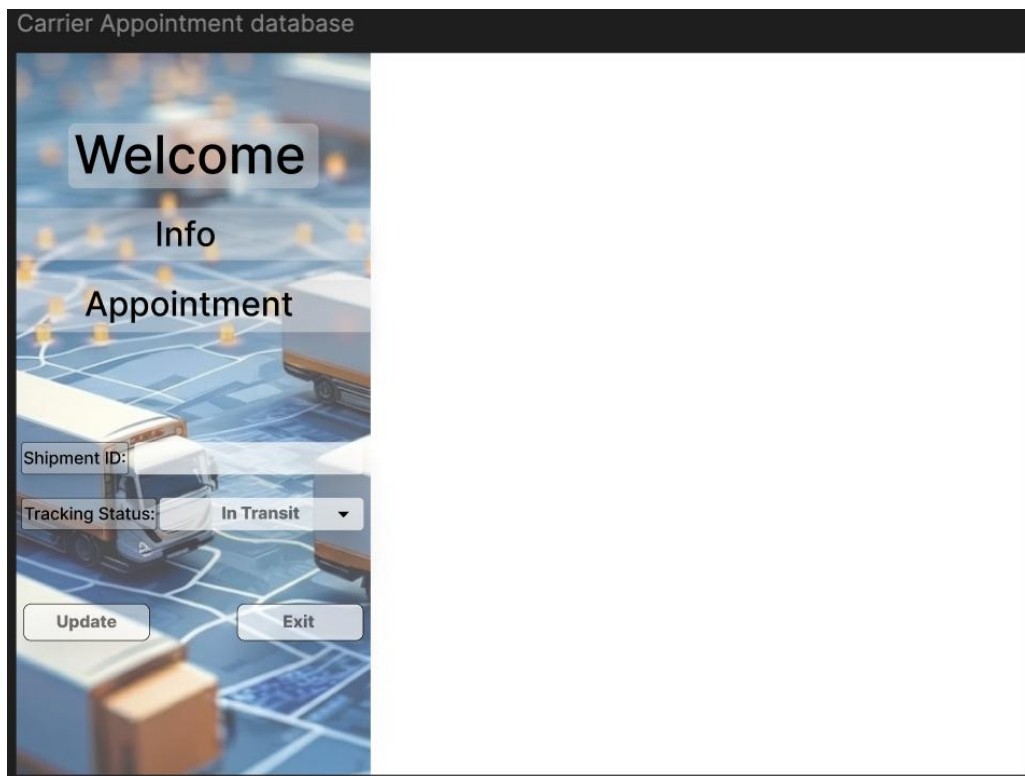 Carrier Appointment database
Welcome
Info
Appointment
Shipment ID:
Tracking Status: In Transit
Update Exit